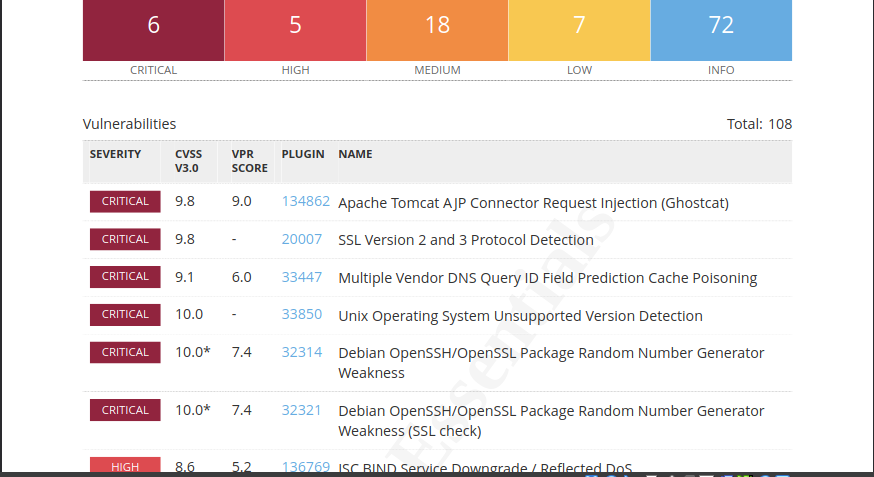 6 5 18 7 72
CRITICAL HIGH MEDIUM LOW INFO
Vulnerabilities Total: 108
SEVERITY CVSS V3.0 VPR SCORE PLUGIN NAME
CRITICAL 9.8 9.0 134862 Apache Tomcat AJP Connector Request Injection (Ghostcat)
CRITICAL 9.8 - 20007 SSL Version 2 and 3 Protocol Detection
CRITICAL 9.1 6.0 33447 Multiple Vendor DNS Query ID Field Prediction Cache Poisoning
CRITICAL 10.0 - 33850 Unix Operating System Unsupported Version Detection
CRITICAL 10.0* 7.4 32314 Debian OpenSSH/OpenSSL Package Random Number Generator
Weakness
CRITICAL 10.0* 7.4 32321 Debian OpenSSH/OpenSSL Package Random Number Generator
Weakness (SSL check)
HIGH 8.6 5.2 136769 ISC BIND Service Downgrade / Reflected DoS
Essentials